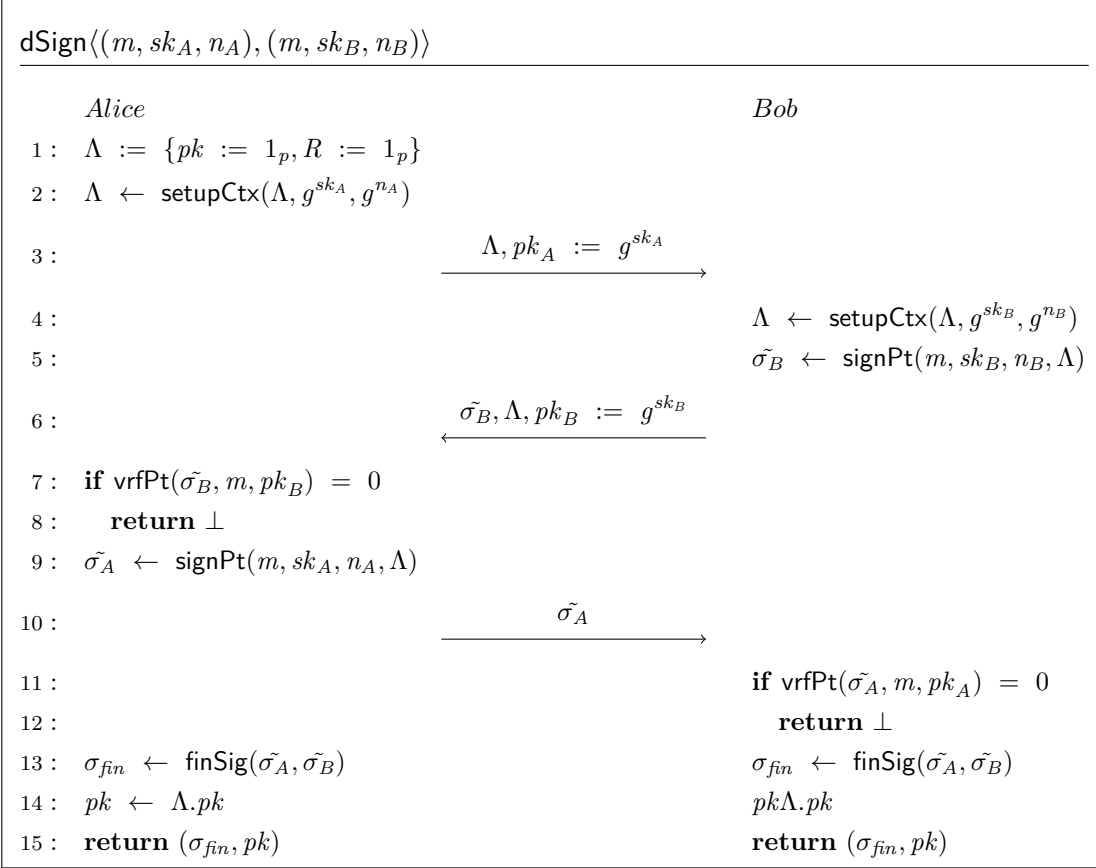 dSign⟨(m, sk_A, n_A), (m, sk_B, n_B)⟩
Alice Bob
1 : Λ := {pk := 1_p, R := 1_p}
2 : Λ ← setupCtx(Λ, g^{sk_A}, g^{n_A})
3 : Λ, pk_A := g^{sk_A}
4 : Λ ← setupCtx(Λ, g^{sk_B}, g^{n_B})
5 : σ̃_B ← signPt(m, sk_B, n_B, Λ)
6 : σ̃_B, Λ, pk_B := g^{sk_B}
7 : if vrfPt(σ̃_B, m, pk_B) = 0
8 : return ⊥
9 : σ̃_A ← signPt(m, sk_A, n_A, Λ)
10 : σ̃_A
11 : if vrfPt(σ̃_A, m, pk_A) = 0
12 : return ⊥
13 : σ_fin ← finSig(σ̃_A, σ̃_B) σ_fin ← finSig(σ̃_A, σ̃_B)
14 : pk ← Λ.pk pkΛ.pk
15 : return (σ_fin, pk) return (σ_fin, pk)